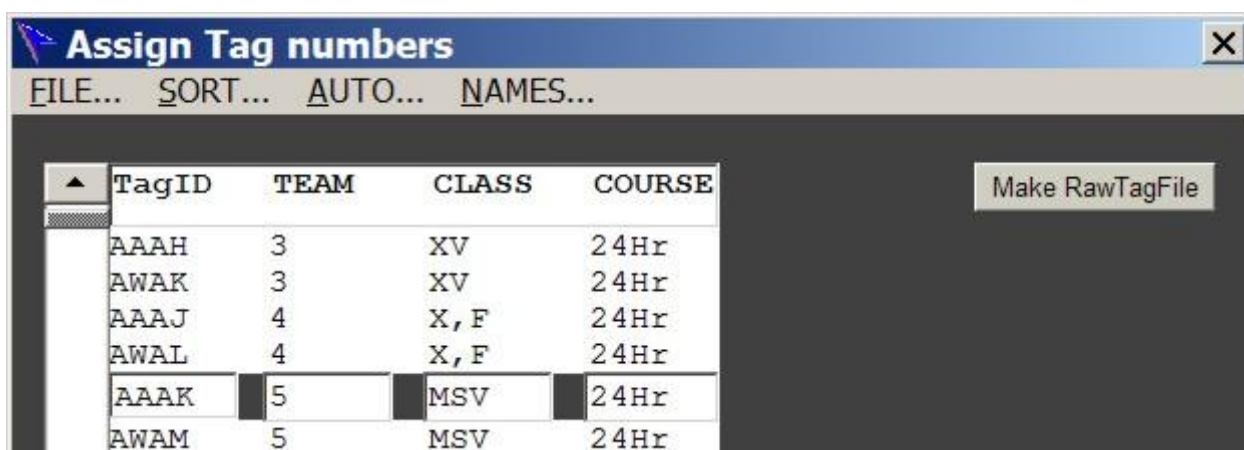 Assign Tag numbers
FILE... SORT... AUTO... NAMES...
TagID TEAM CLASS COURSE
Make RawTagFile
AAAH 3 XV 24Hr
AWAK 3 XV 24Hr
AAAJ 4 X,F 24Hr
AWAL 4 X,F 24Hr
AAAK 5 MSV 24Hr
AWAM 5 MSV 24Hr